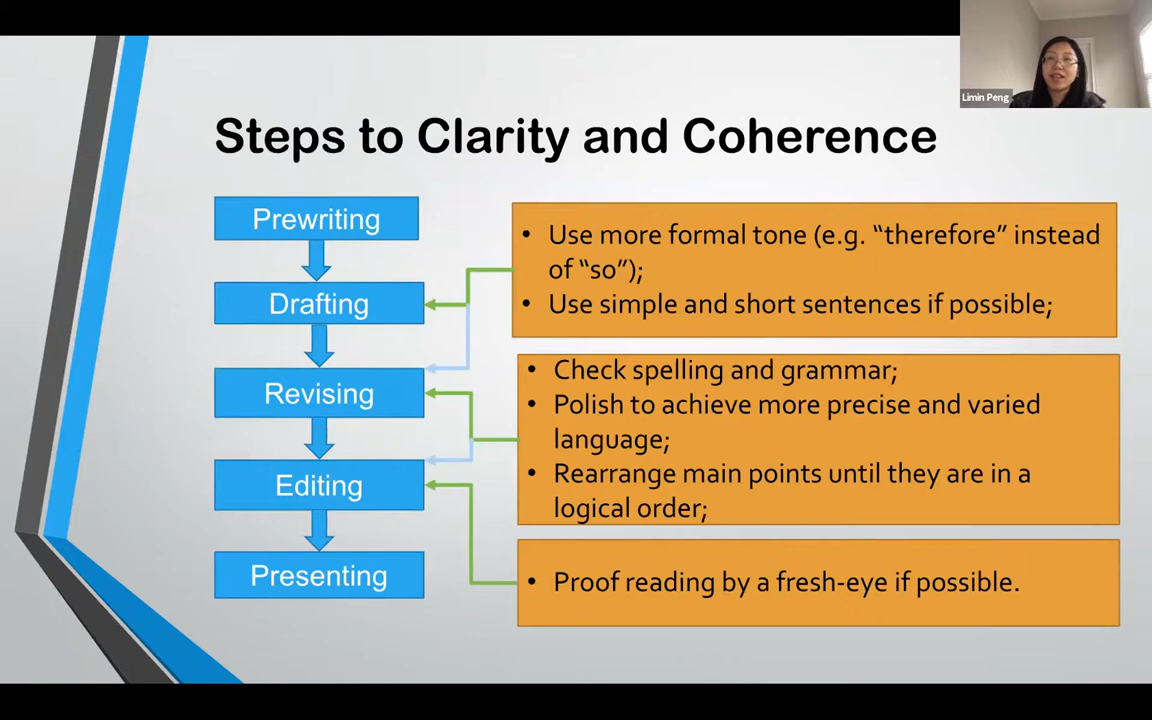 Limin Peng
Steps to Clarity and Coherence
Prewriting
Drafting
Revising
Editing
Presenting
• Use more formal tone (e.g. “therefore” instead
of “so”);
• Use simple and short sentences if possible;
• Check spelling and grammar;
• Polish to achieve more precise and varied
language;
• Rearrange main points until they are in a
logical order;
• Proof reading by a fresh-eye if possible.